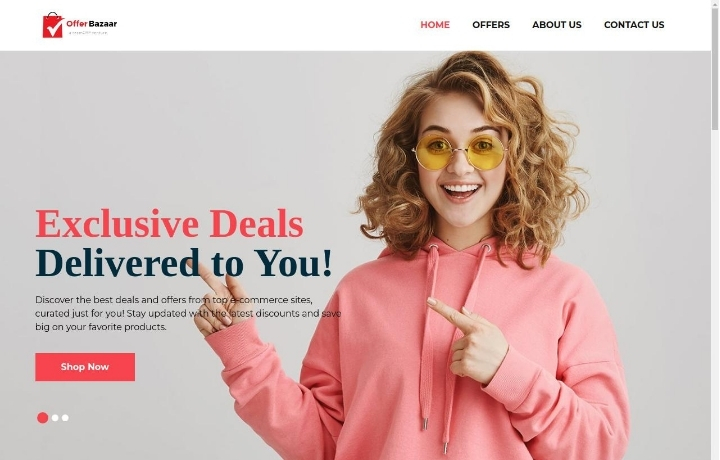 Offer Bazaar
HOME
OFFERS
ABOUT US
CONTACT US
Exclusive Deals
Delivered to You!
Discover the best deals and offers from top e-commerce sites,
curated just for you! Stay updated with the latest discounts and save
big on your favorite products.
Shop Now